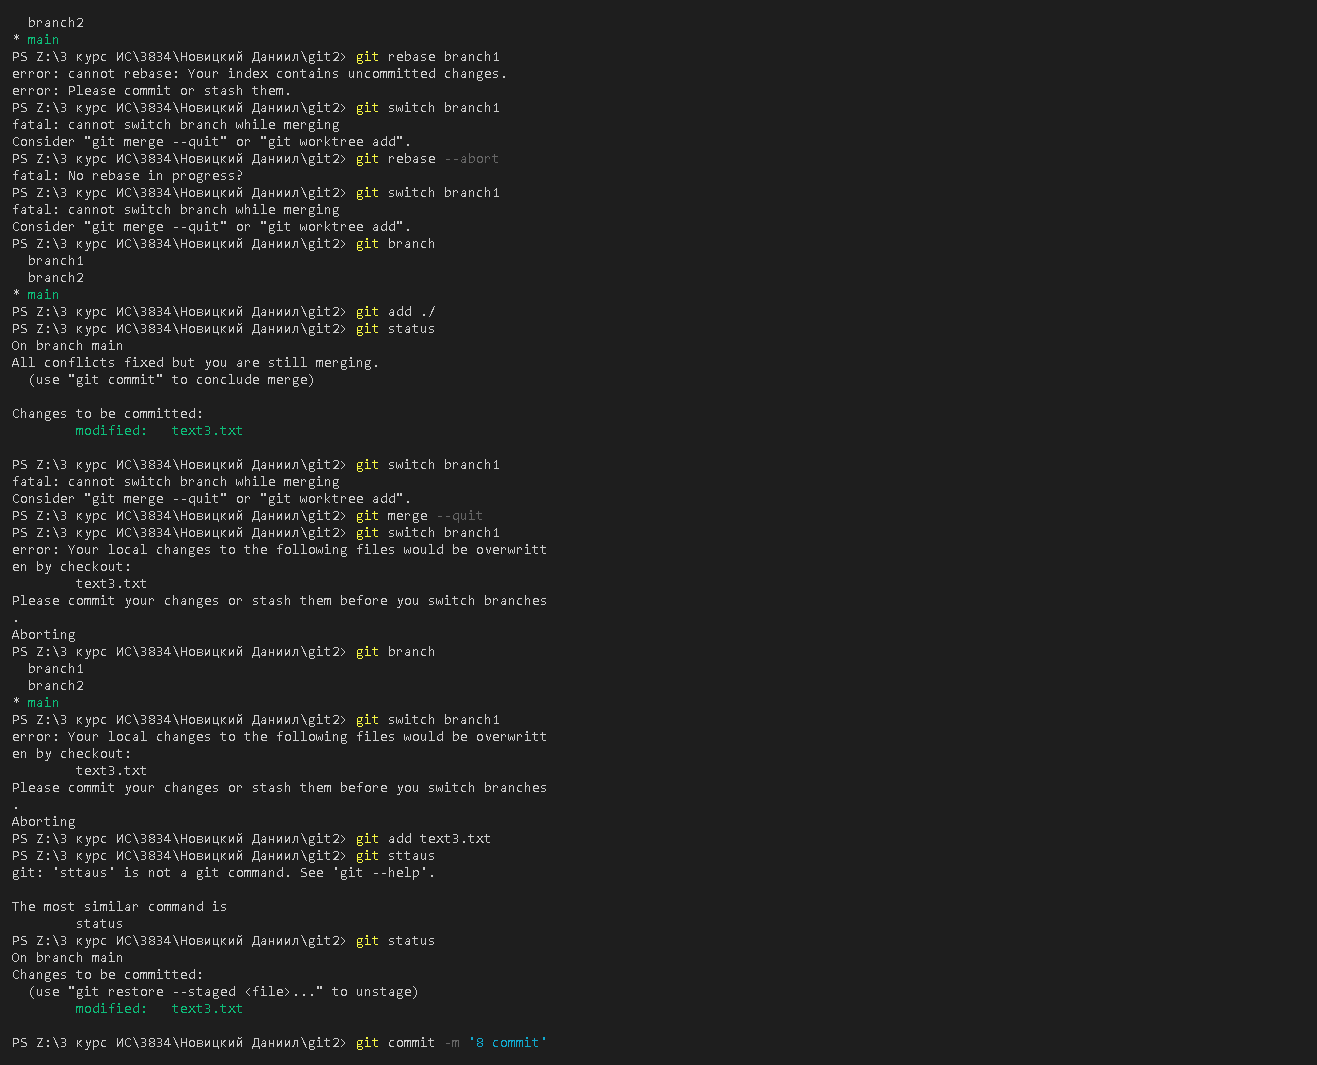 branch2
* main
PS Z:\3 курс ИС\3834\Новицкий Даниил\git2> git rebase branch1
error: cannot rebase: Your index contains uncommitted changes.
error: Please commit or stash them.
PS Z:\3 курс ИС\3834\Новицкий Даниил\git2> git switch branch1
fatal: cannot switch branch while merging
Consider "git merge --quit" or "git worktree add".
PS Z:\3 курс ИС\3834\Новицкий Даниил\git2> git rebase --abort
fatal: No rebase in progress?
PS Z:\3 курс ИС\3834\Новицкий Даниил\git2> git switch branch1
fatal: cannot switch branch while merging
Consider "git merge --quit" or "git worktree add".
PS Z:\3 курс ИС\3834\Новицкий Даниил\git2> git branch
  branch1
  branch2
* main
PS Z:\3 курс ИС\3834\Новицкий Даниил\git2> git add ./
PS Z:\3 курс ИС\3834\Новицкий Даниил\git2> git status
On branch main
All conflicts fixed but you are still merging.
  (use "git commit" to conclude merge)

Changes to be committed:
        modified:   text3.txt

PS Z:\3 курс ИС\3834\Новицкий Даниил\git2> git switch branch1
fatal: cannot switch branch while merging
Consider "git merge --quit" or "git worktree add".
PS Z:\3 курс ИС\3834\Новицкий Даниил\git2> git merge --quit
PS Z:\3 курс ИС\3834\Новицкий Даниил\git2> git switch branch1
error: Your local changes to the following files would be overwritt
en by checkout:
        text3.txt
Please commit your changes or stash them before you switch branches
.
Aborting
PS Z:\3 курс ИС\3834\Новицкий Даниил\git2> git branch
  branch1
  branch2
* main
PS Z:\3 курс ИС\3834\Новицкий Даниил\git2> git switch branch1
error: Your local changes to the following files would be overwritt
en by checkout:
        text3.txt
Please commit your changes or stash them before you switch branches
.
Aborting
PS Z:\3 курс ИС\3834\Новицкий Даниил\git2> git add text3.txt
PS Z:\3 курс ИС\3834\Новицкий Даниил\git2> git sttaus
git: 'sttaus' is not a git command. See 'git --help'.

The most similar command is
        status
PS Z:\3 курс ИС\3834\Новицкий Даниил\git2> git status
On branch main
Changes to be committed:
  (use "git restore --staged <file>..." to unstage)
        modified:   text3.txt

PS Z:\3 курс ИС\3834\Новицкий Даниил\git2> git commit -m '8 commit'